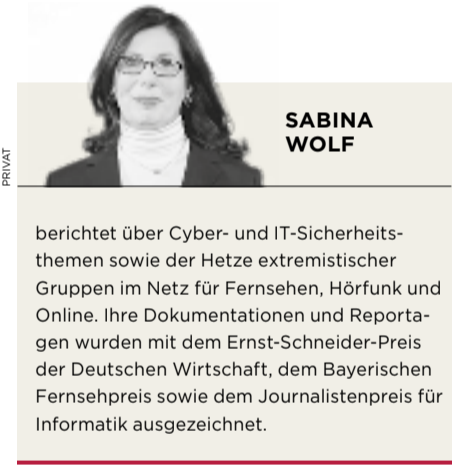 SABINA
WOLF
PRIVAT
berichtet über Cyber- und IT-Sicherheits-
themen sowie der Hetze extremistischer
Gruppen im Netz für Fernsehen, Hörfunk und
Online. Ihre Dokumentationen und Reporta-
gen wurden mit dem Ernst-Schneider-Preis
der Deutschen Wirtschaft, dem Bayerischen
Fernsehpreis sowie dem Journalistenpreis für
Informatik ausgezeichnet.